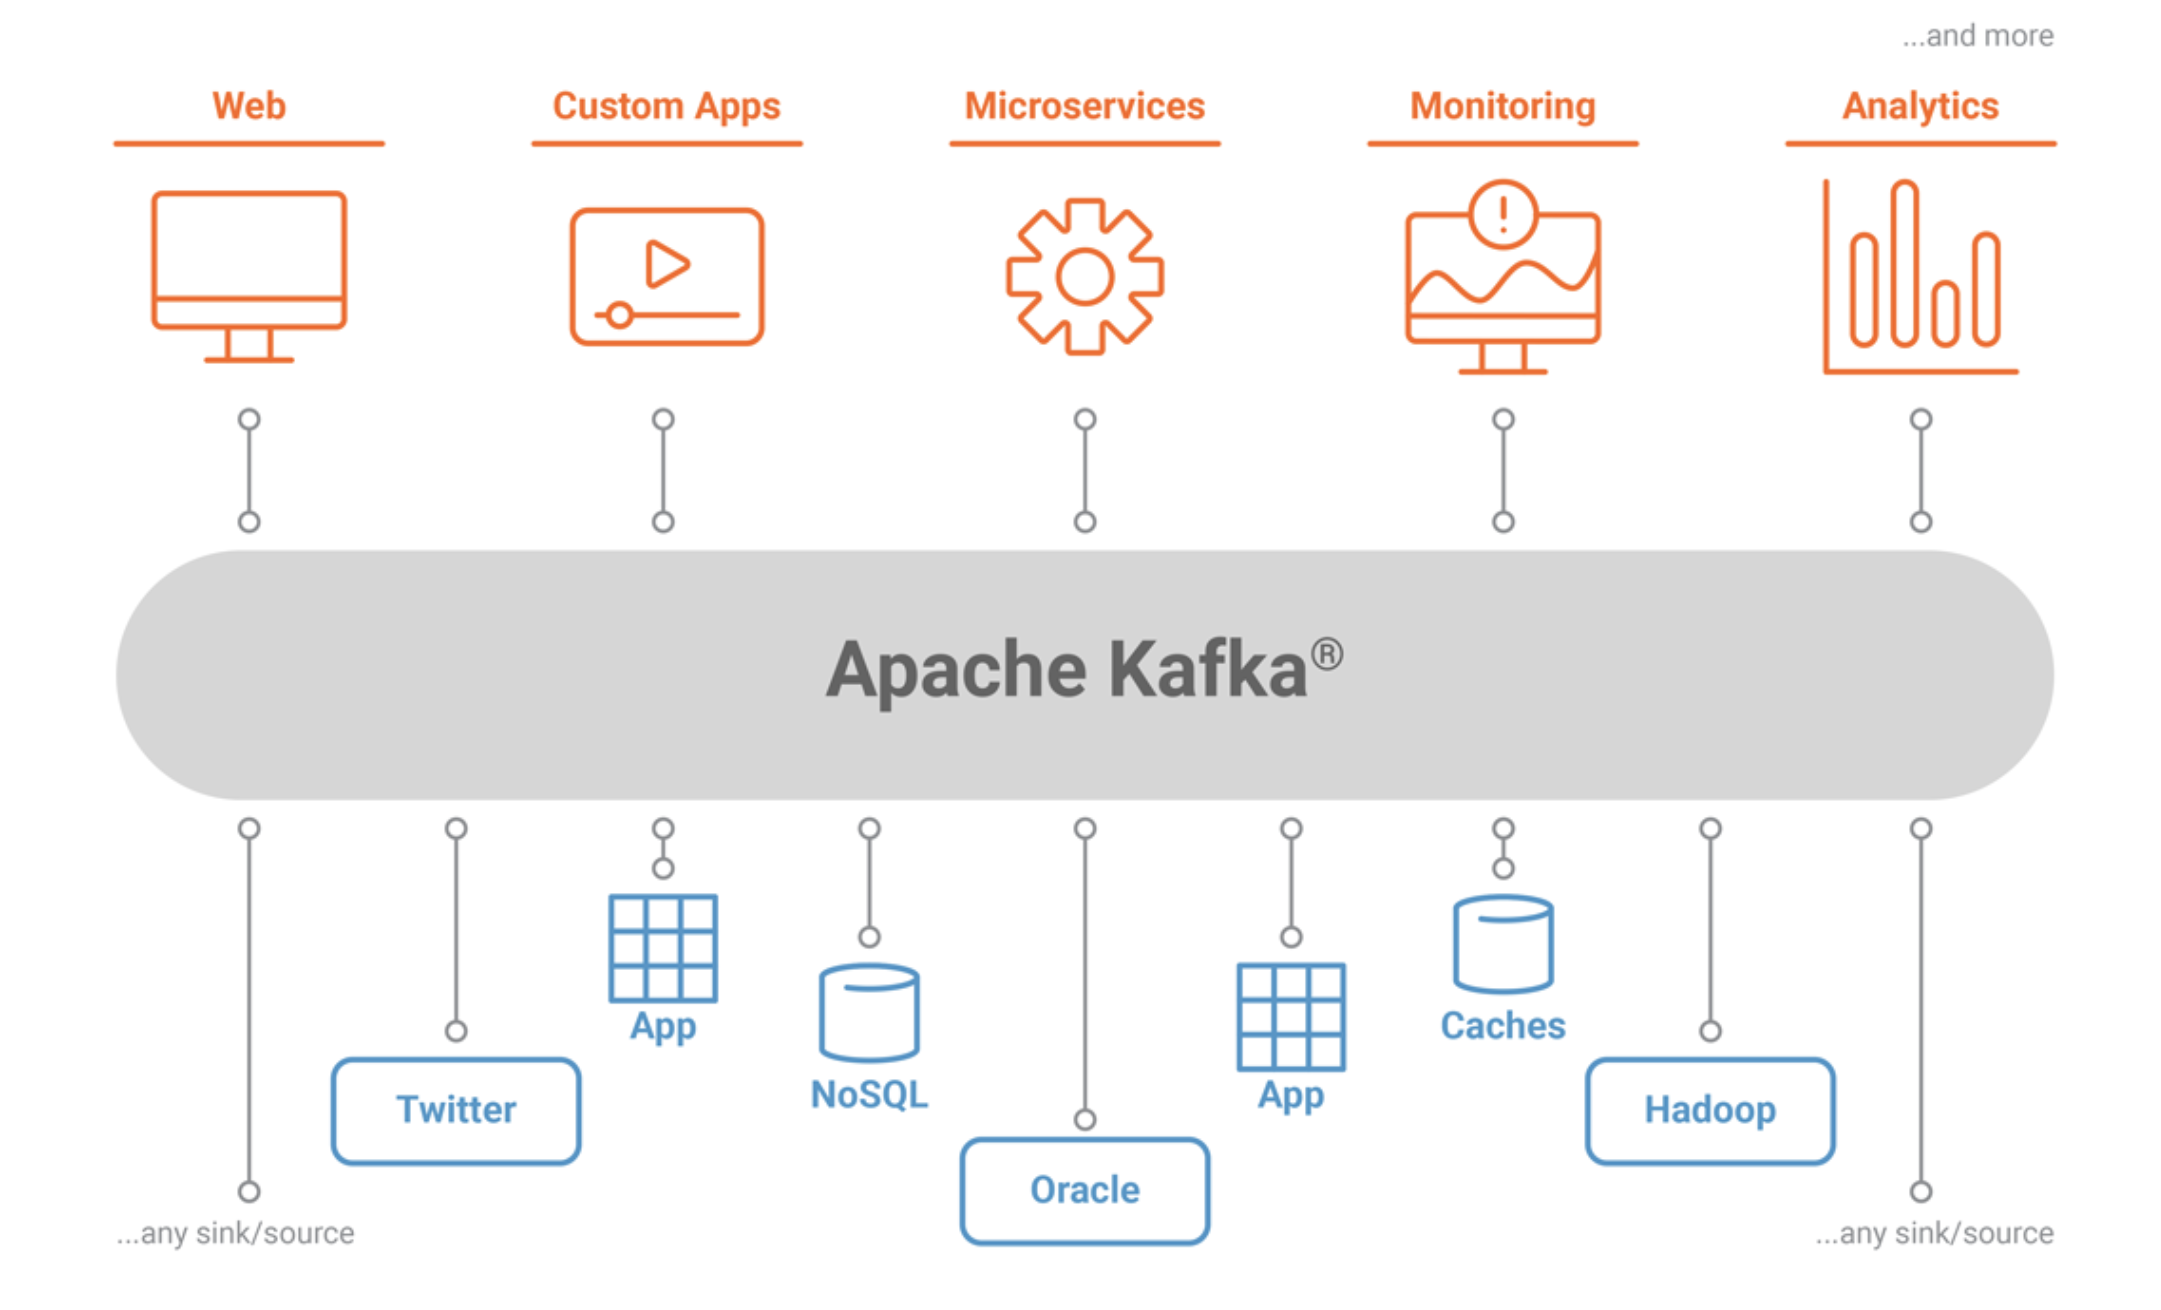 ...and more
Web
Custom Apps
Microservices
Monitoring
Analytics
Apache Kafka®
App
Caches
NoSQL
App
Twitter
Hadoop
Oracle
...any sink/source
...any sink/source